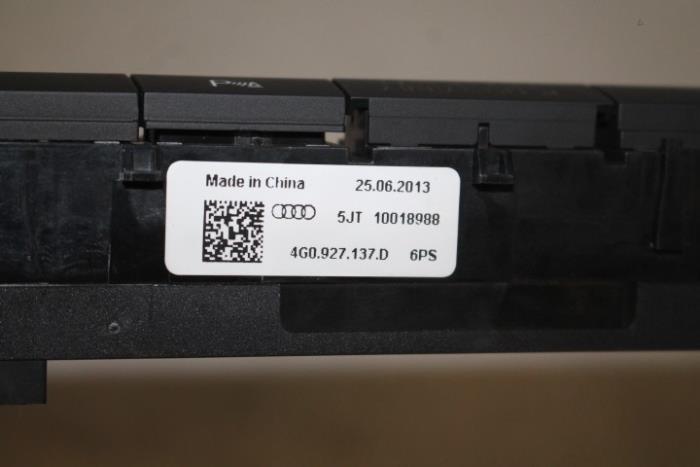 Made in China 25.06.2013
5JT 10018988
4G0.927.137.D 6PS